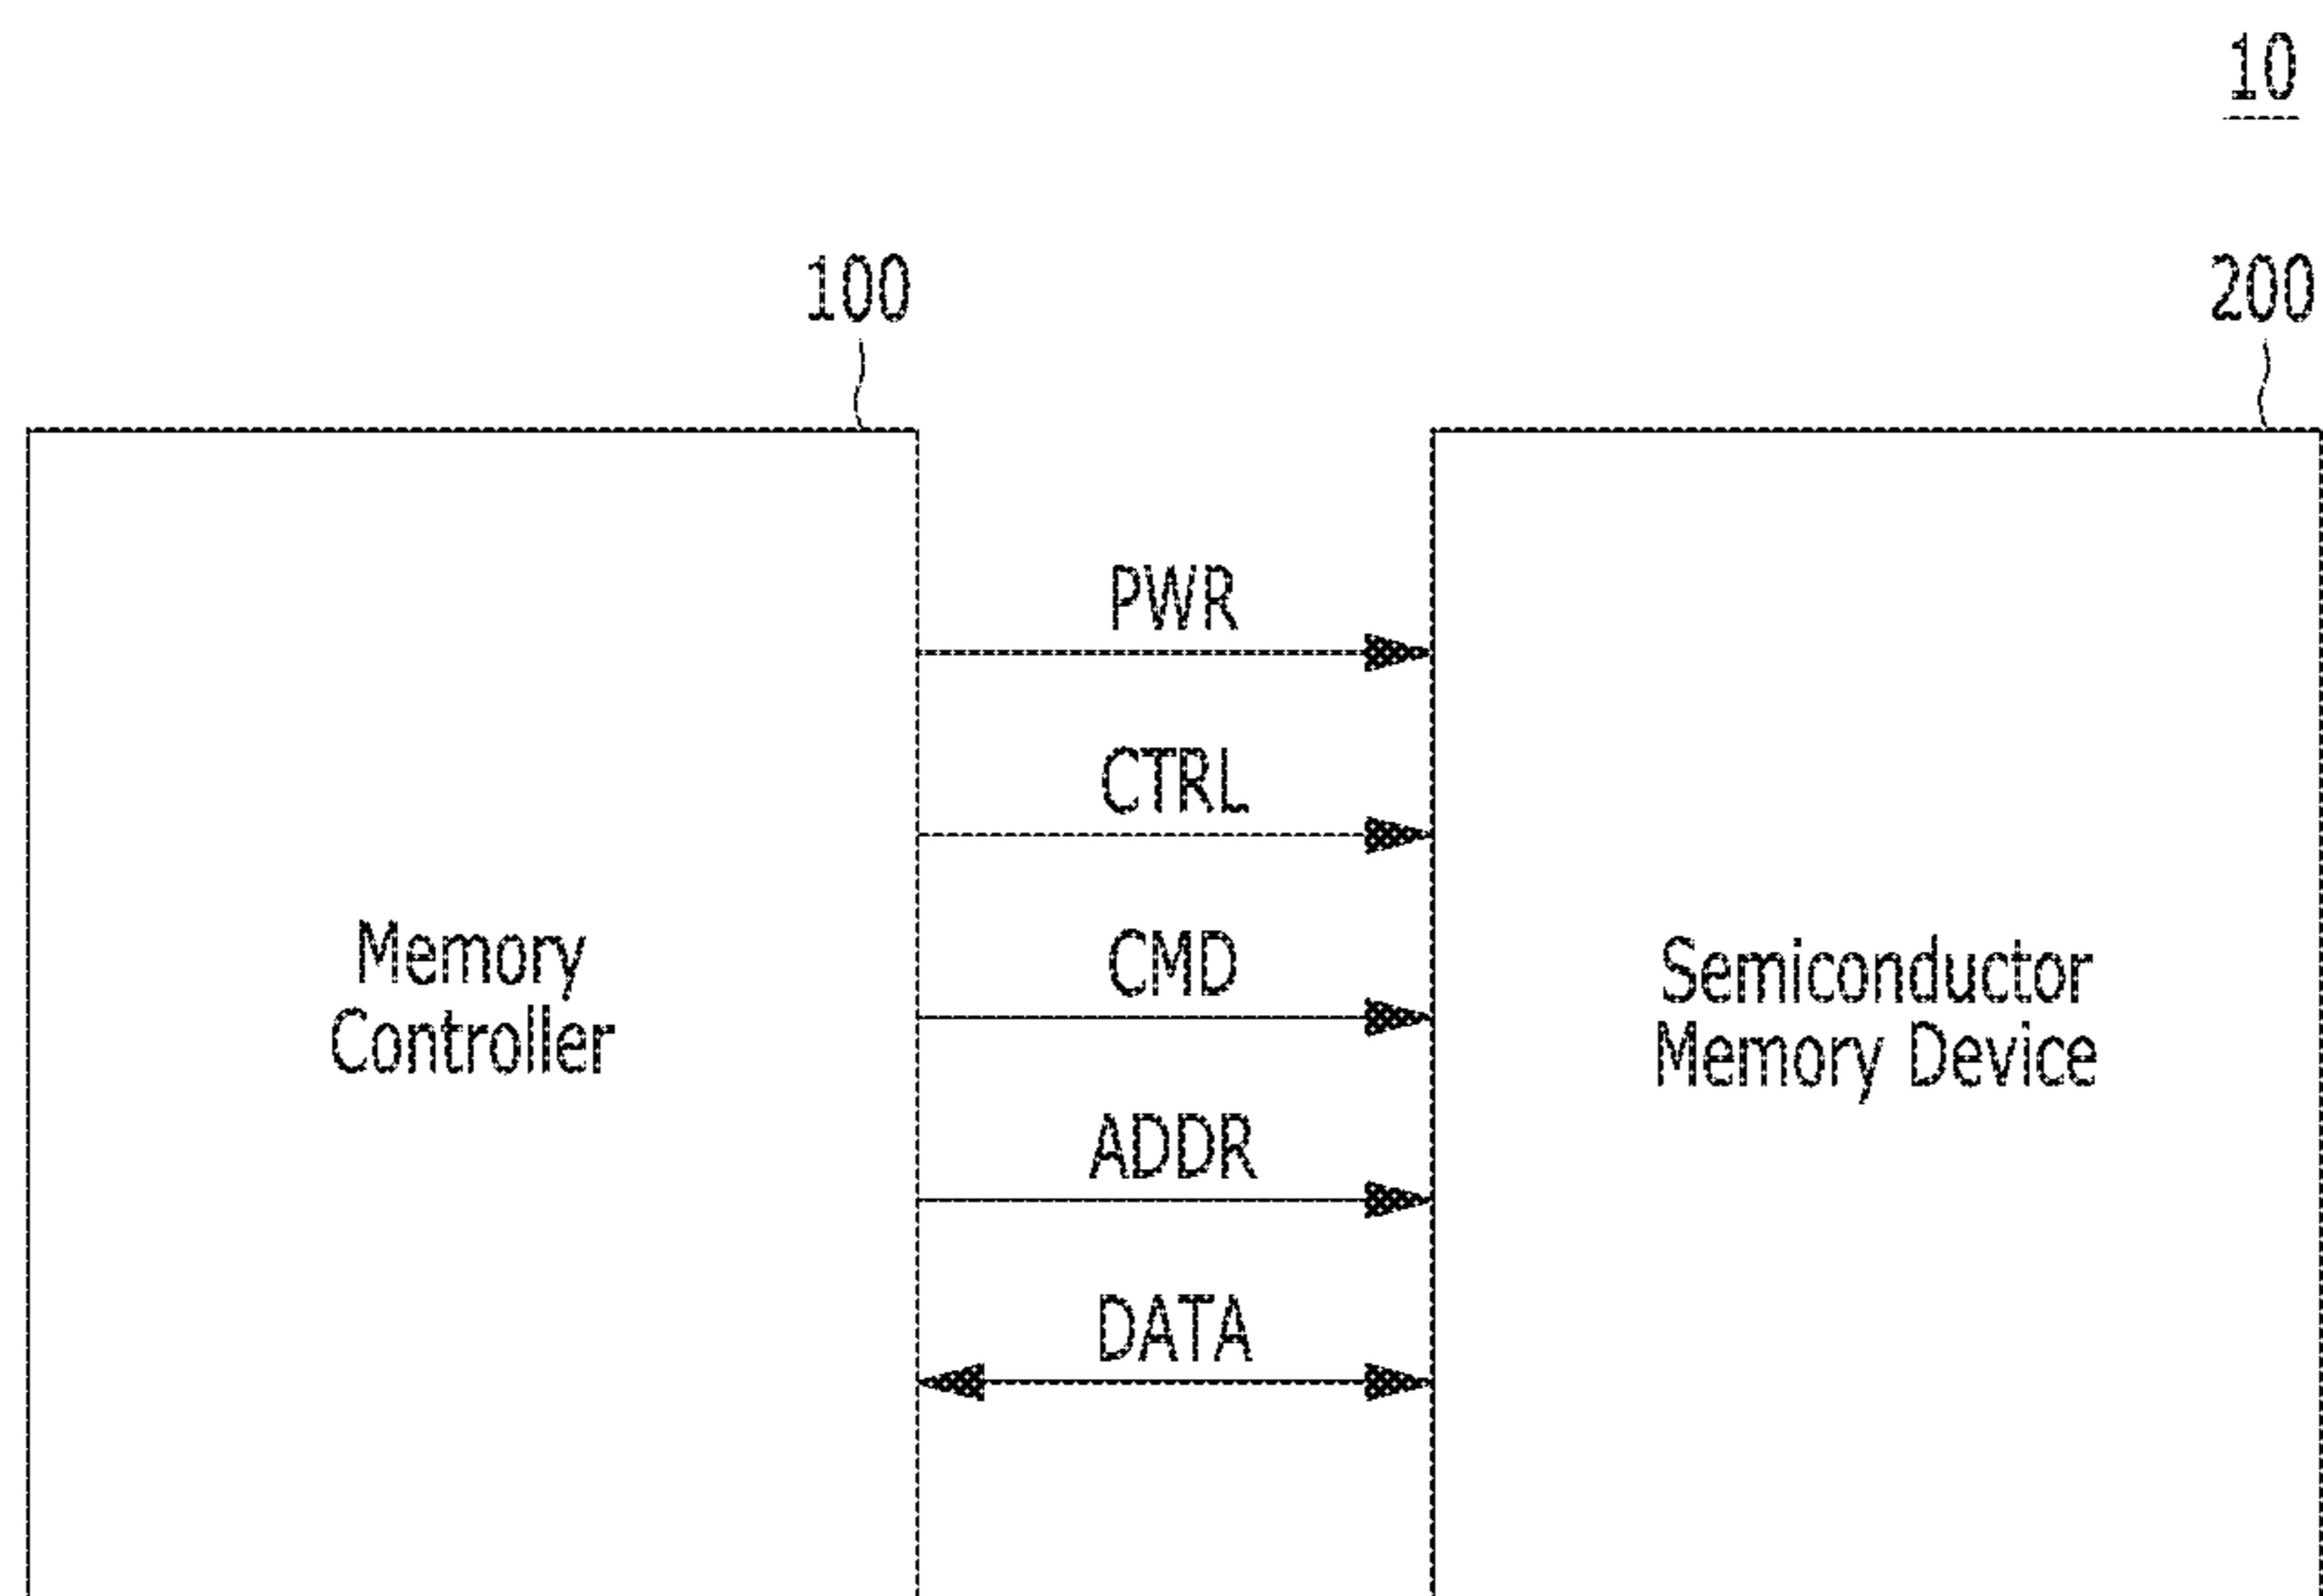 10
100
200
PWR
CTRL
CMD
ADDR
DATA
Memory
Controller
Semiconductor
Memory Device